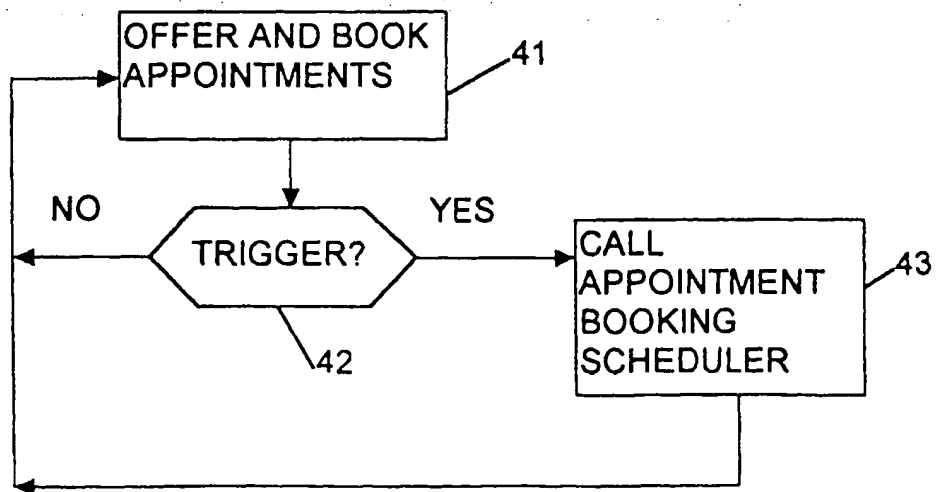 OFFER AND BOOK
APPOINTMENTS
41
NO
YES
TRIGGER?
CALL
APPOINTMENT
BOOKING
SCHEDULER
43
42